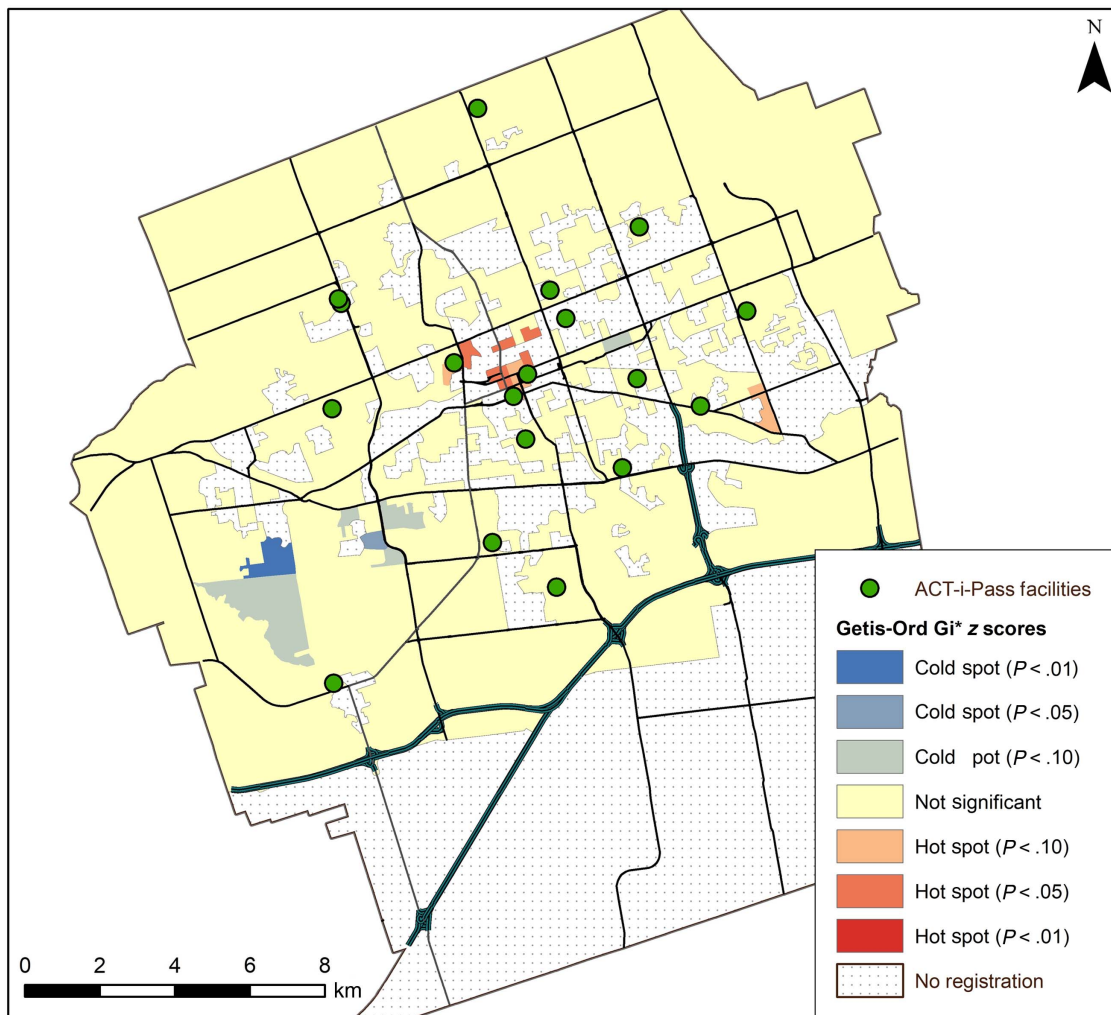 N
ACT-i-Pass facilities
Getis-Ord Gi* z scores
Cold spot (P < .01)
Cold spot (P < .05)
Cold pot (P < .10)
Not significant
Hot spot (P < .10)
Hot spot (P < .05)
Hot spot (P < .01)
No registration
0 2 4 6 8
km